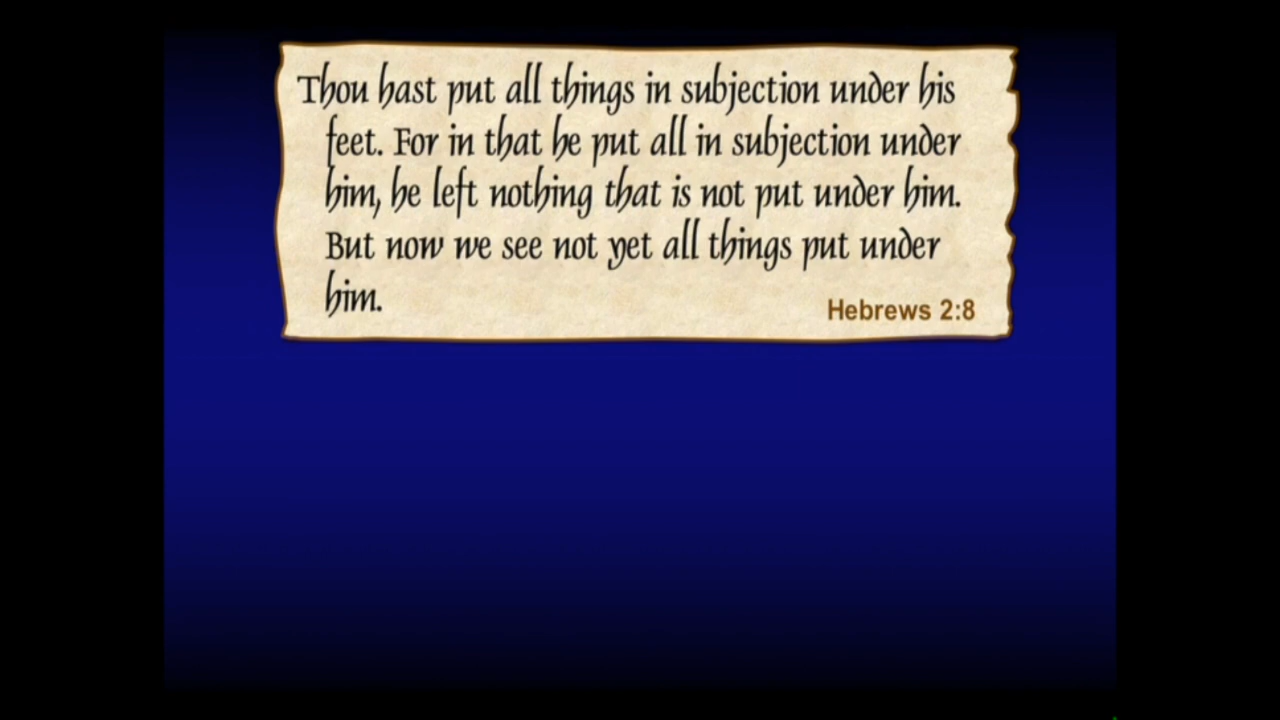 Thou hast put all things in subjection under his
feet. For in that he put all in subjection under
him, he left nothing that is not put under him.
But now we see not yet all things put under
him.
Hebrews 2:8